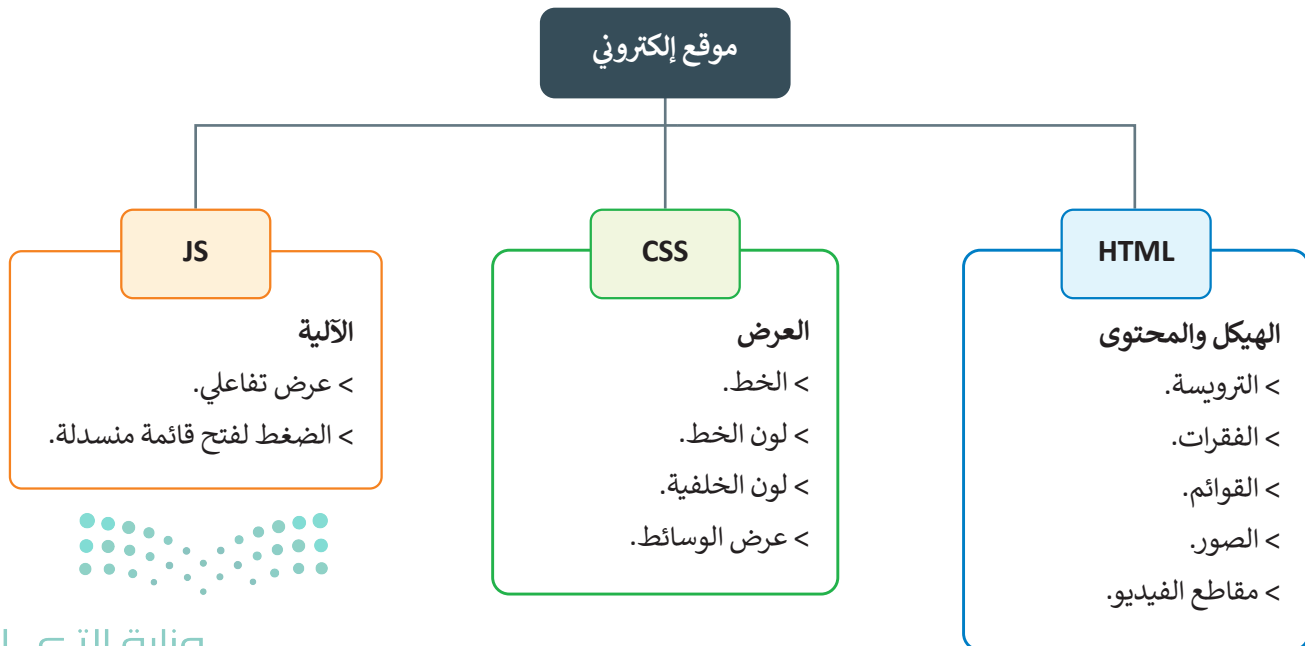 موقع إلكتروني
HTML
الهيكل والمحتوى
> الترويسة.
> الفقرات.
> القوائم.
> الصور.
> مقاطع الفيديو.
CSS
العرض
> الخط.
> لون الخط.
> لون الخلفية.
> عرض الوسائط.
JS
الآلية
> عرض تفاعلي.
> الضغط لفتح قائمة منسدلة.